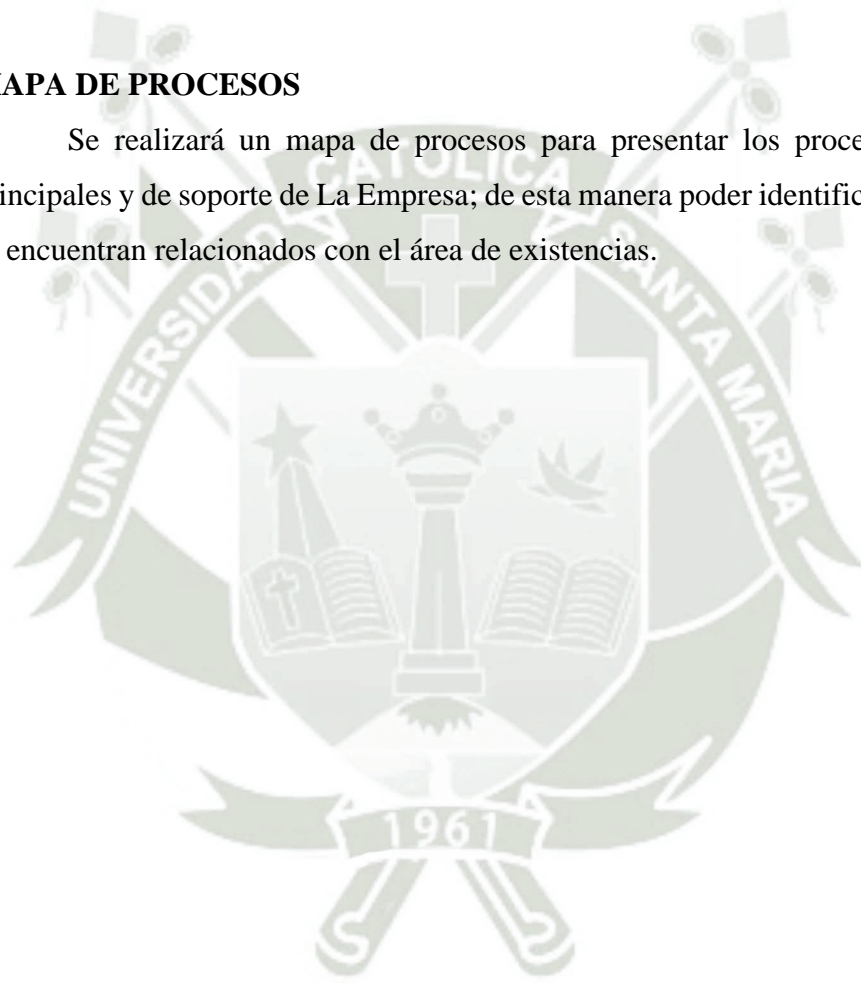 MAPA DE PROCESOS
Se realizará un mapa de procesos para presentar los proce
incipales y de soporte de La Empresa; de esta manera poder identific
encuentran relacionados con el área de existencias.
UNIVERSIDAD CATOLICA SANTA MARIA
1961